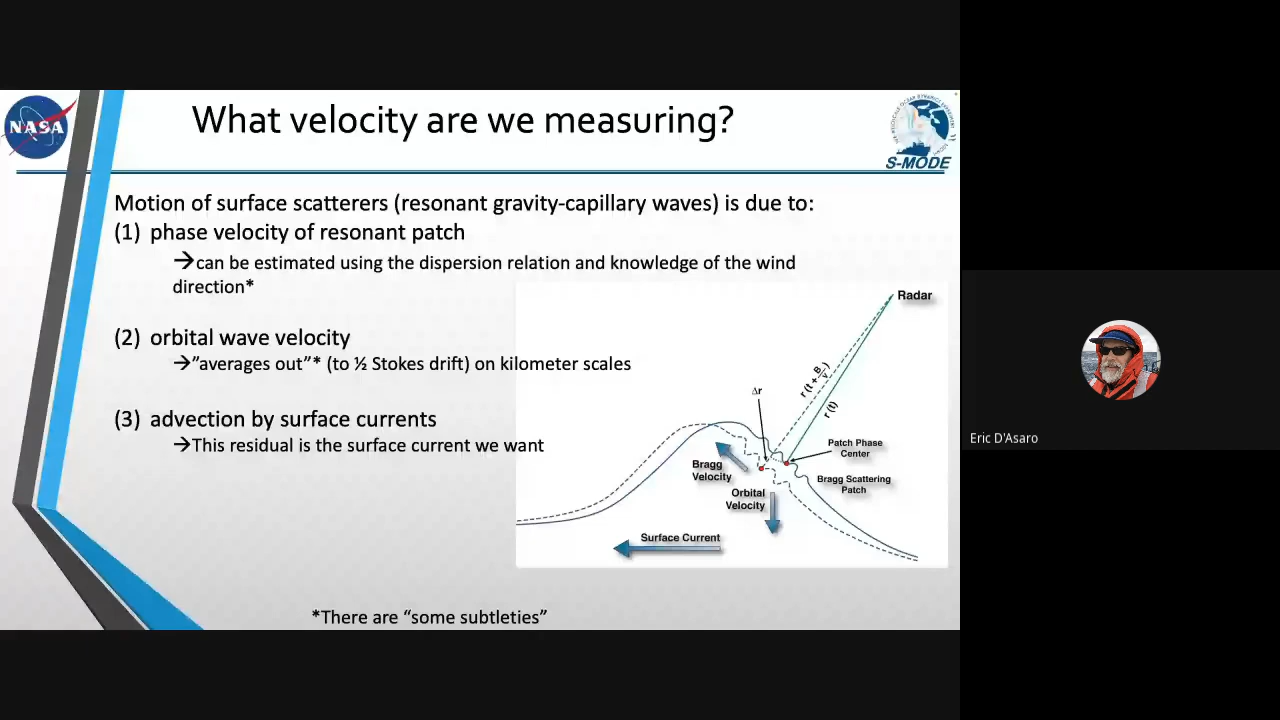 What velocity are we measuring?
NASA
S-MODE
Motion of surface scatterers (resonant gravity-capillary waves) is due to:
(1) phase velocity of resonant patch
→can be estimated using the dispersion relation and knowledge of the wind
direction*
(2) orbital wave velocity
→”averages out”* (to ½ Stokes drift) on kilometer scales
(3) advection by surface currents
→This residual is the surface current we want
Radar
r (t + B/v)
r (t)
Δr
Patch Phase
Center
Bragg
Velocity
Bragg Scattering
Patch
Orbital
Velocity
Surface Current
*There are “some subtleties”
Eric D'Asaro